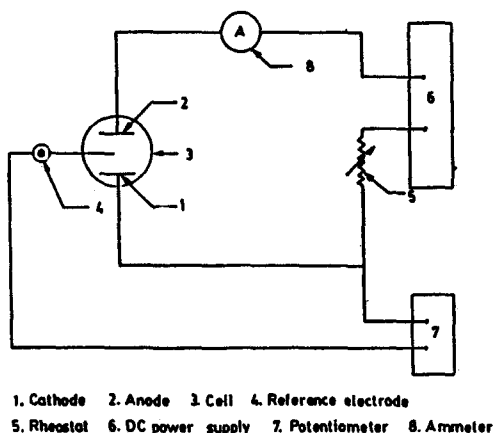 A
8
2
6
3
4
1
5
7
1. Cathode 2. Anode 3. Cell 4. Reference electrode
5. Rheostat 6. DC power supply 7. Potentiometer 8. Ammeter